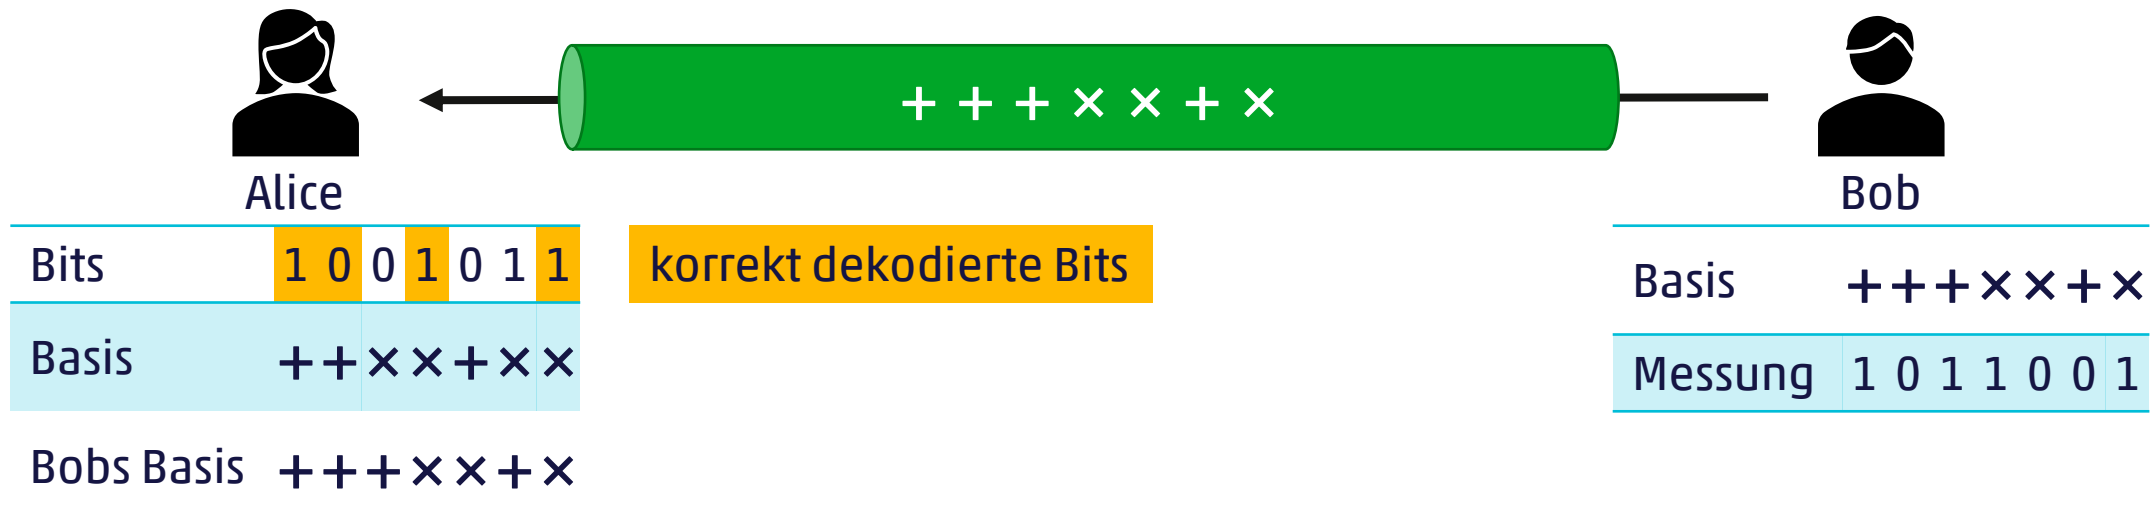 + + + × × + ×
Alice
Bob
Bits 1 0 0 1 0 1 1
korrekt dekodierte Bits
Basis + + × × + × ×
Bobs Basis + + + × × + ×
Basis + + + × × + ×
Messung 1 0 1 1 0 0 1